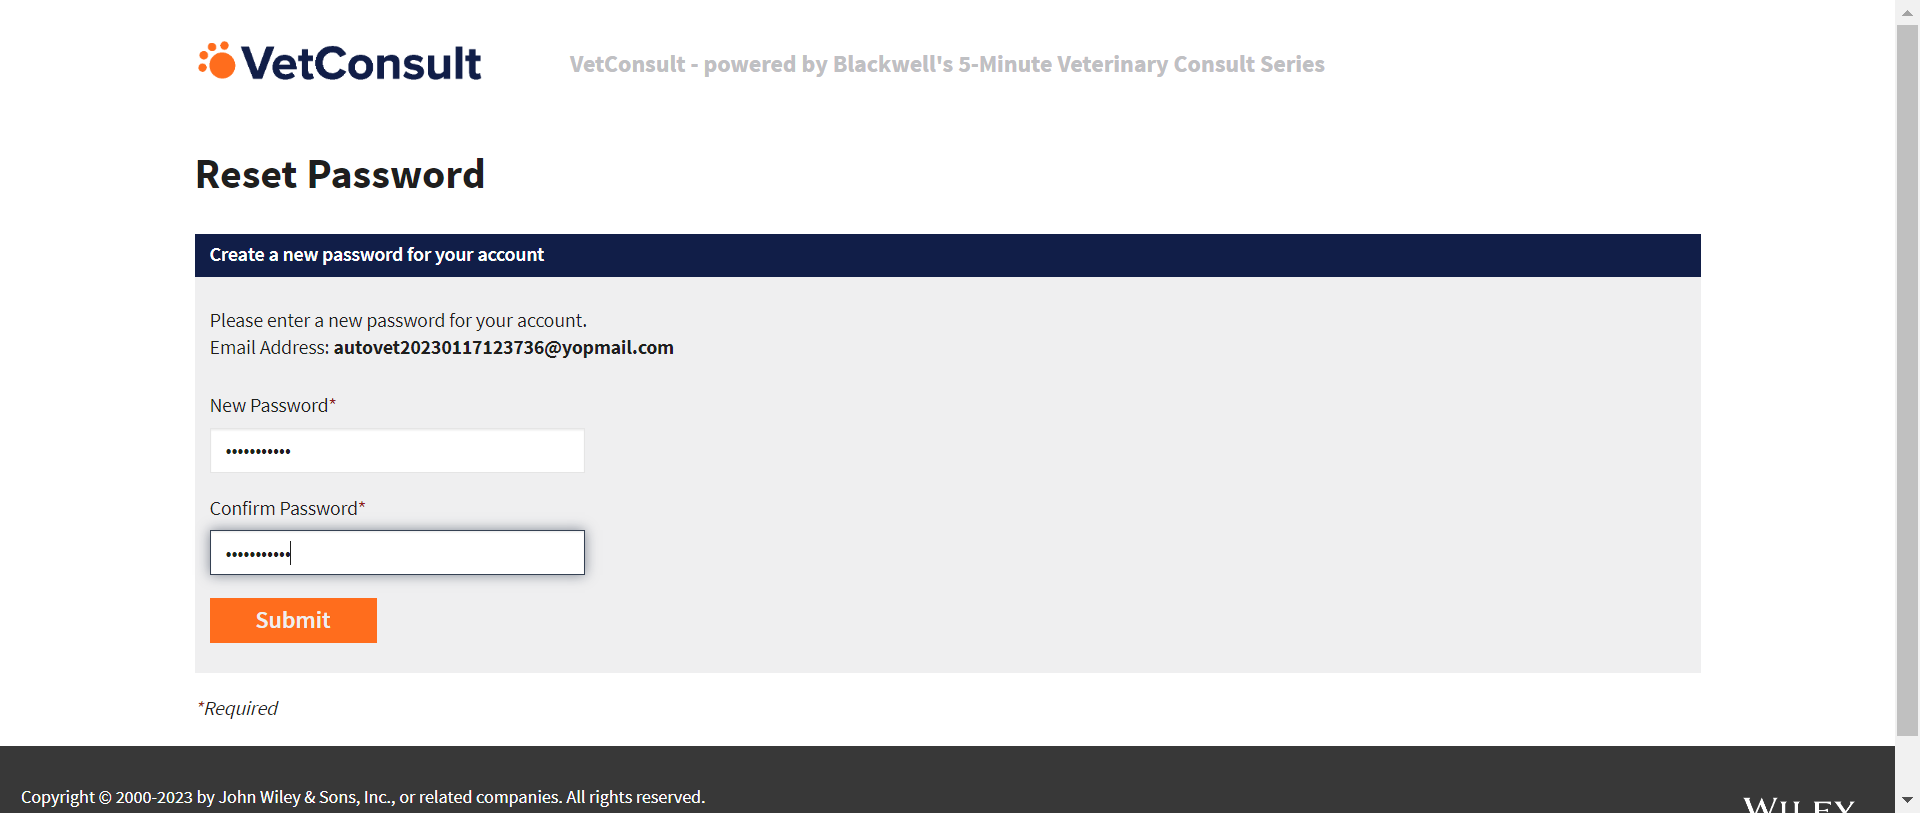 VetConsult
VetConsult - powered by Blackwell's 5-Minute Veterinary Consult Series
Reset Password
Create a new password for your account
Please enter a new password for your account.
Email Address: autovet20230117123736@yopmail.com
New Password*
•••••••••••
Confirm Password*
•••••••••••
Submit
*Required
Copyright © 2000-2023 by John Wiley & Sons, Inc., or related companies. All rights reserved.
WILEY